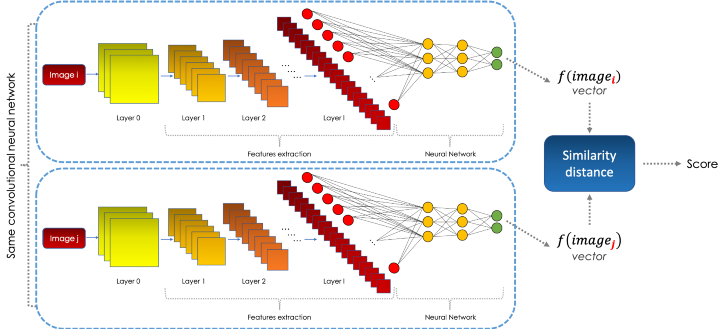 Same convolutional neural network
Image i
Layer 0
Layer 1
Layer 2
Layer l
Features extraction
Neural Network
f(image_i)
vector
Similarity
distance
Score
Image j
Layer 0
Layer 1
Layer 2
Layer l
Features extraction
Neural Network
f(image_j)
vector